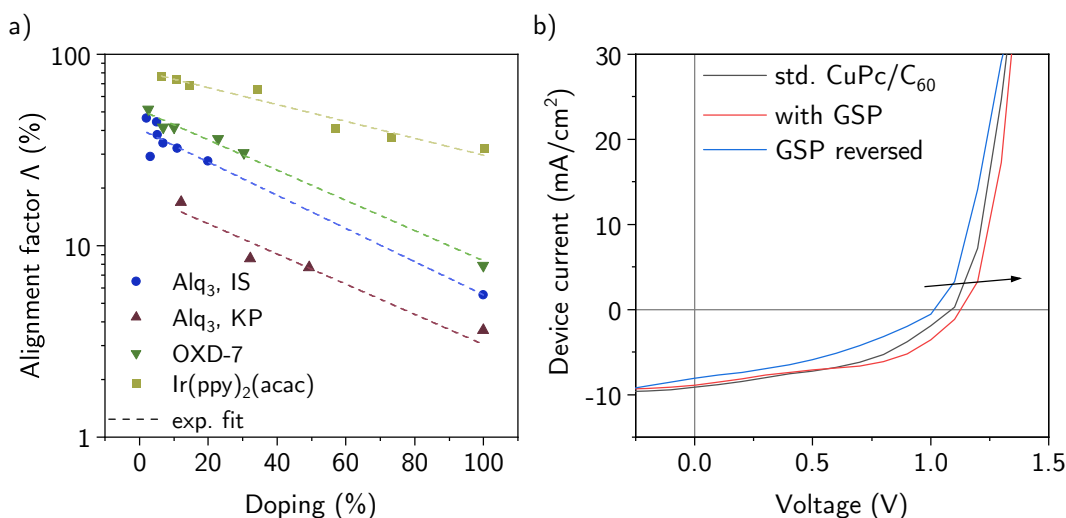 a)
Alignment factor Λ (%)
100
10
1
Alq₃, IS
Alq₃, KP
OXD-7
Ir(ppy)₂(acac)
exp. fit
0 20 40 60 80 100
Doping (%)
b)
Device current (mA/cm²)
30
20
10
0
-10
std. CuPc/C₆₀
with GSP
GSP reversed
0.0 0.5 1.0 1.5
Voltage (V)